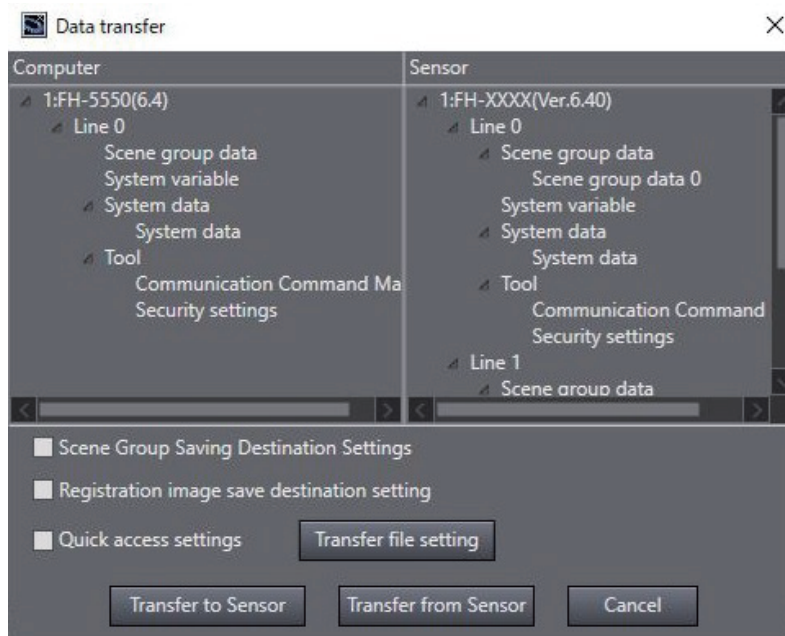 Data transfer
Computer
1:FH-5550(6.4)
Line 0
Scene group data
System variable
System data
System data
Tool
Communication Command Ma
Security settings
Sensor
1:FH-XXXX(Ver.6.40)
Line 0
Scene group data
Scene group data 0
System variable
System data
System data
Tool
Communication Command
Security settings
Line 1
Scene group data
Scene Group Saving Destination Settings
Registration image save destination setting
Quick access settings
Transfer file setting
Transfer to Sensor
Transfer from Sensor
Cancel